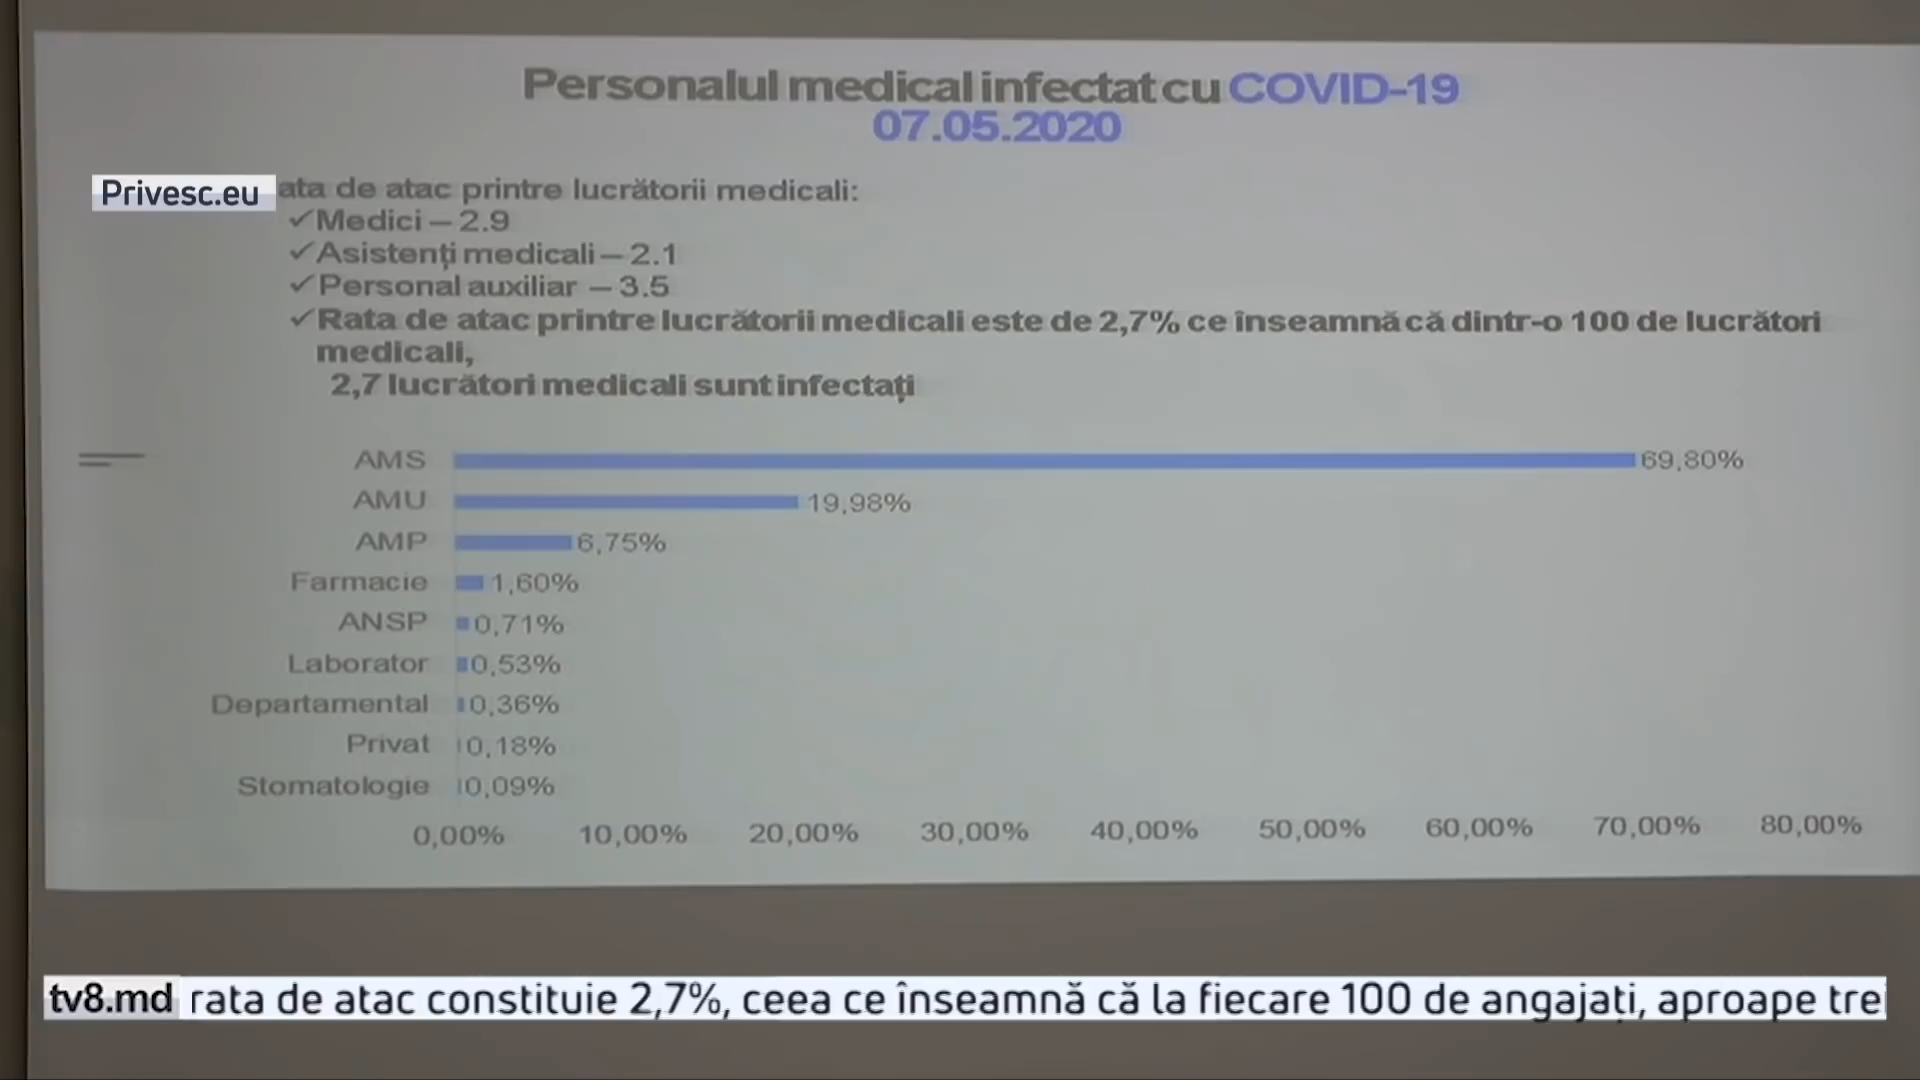 Personalul medical infectat cu COVID-19
07.05.2020
Privesc.eu
ata de atac printre lucrătorii medicali:
✓Medici – 2.9
✓Asistenți medicali – 2.1
✓Personal auxiliar – 3.5
✓Rata de atac printre lucrătorii medicali este de 2,7% ce înseamnă că dintr-o 100 de lucrători
medicali,
2,7 lucrători medicali sunt infectați
AMS 69,80%
AMU 19,98%
AMP 6,75%
Farmacie 1,60%
ANSP 0,71%
Laborator 0,53%
Departamental 0,36%
Privat 0,18%
Stomatologie 0,09%
0,00% 10,00% 20,00% 30,00% 40,00% 50,00% 60,00% 70,00% 80,00%
tv8.md rata de atac constituie 2,7%, ceea ce înseamnă că la fiecare 100 de angajați, aproape trei